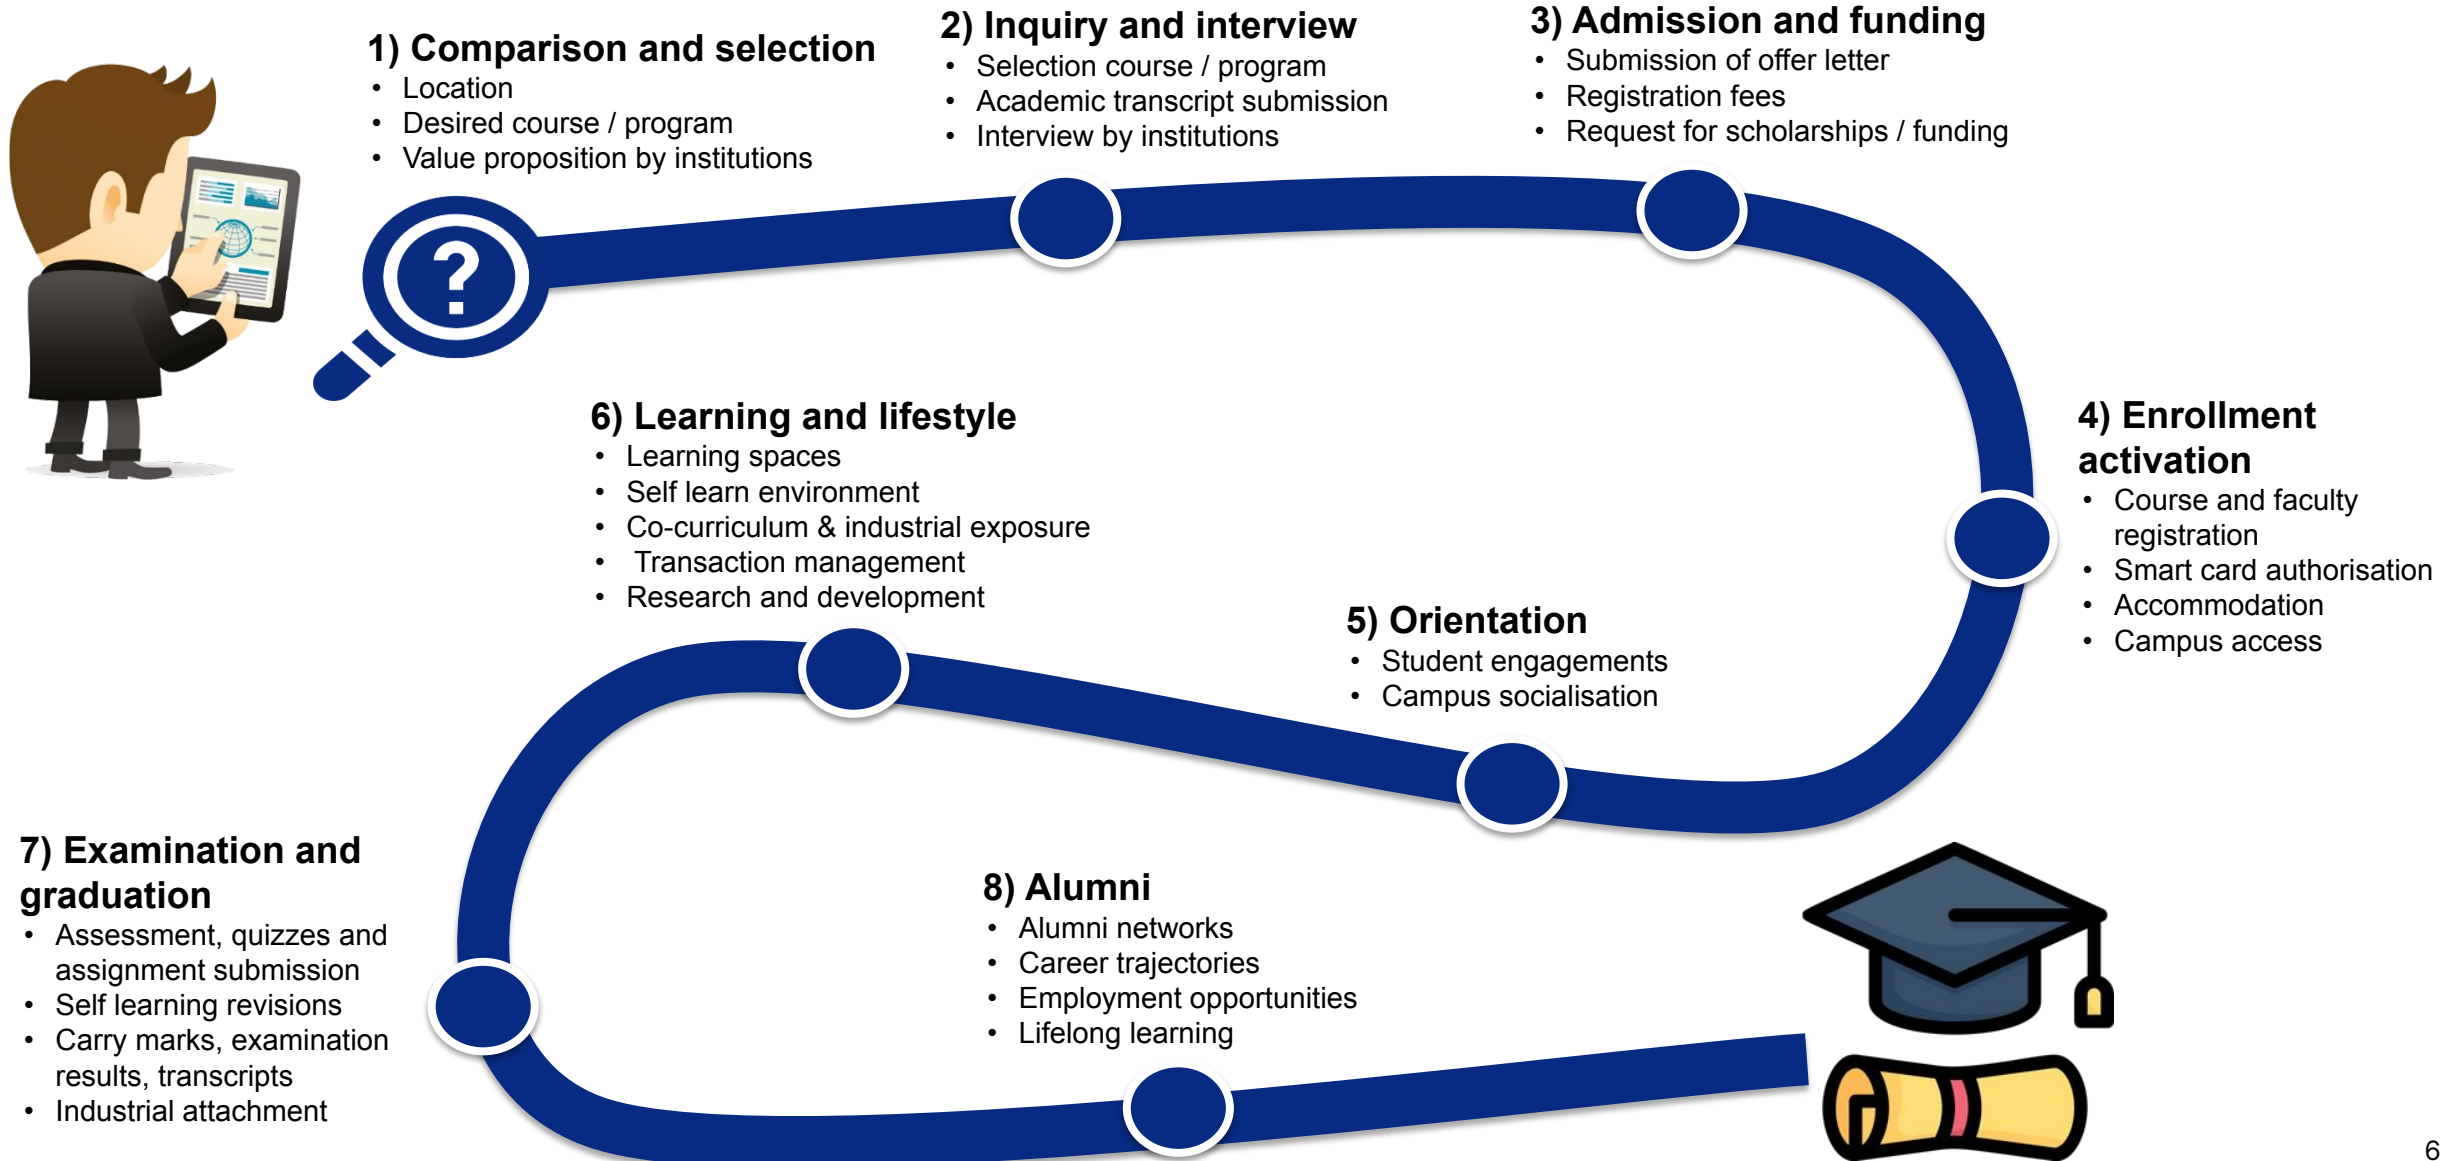 1) Comparison and selection
• Location
• Desired course / program
• Value proposition by institutions
2) Inquiry and interview
• Selection course / program
• Academic transcript submission
• Interview by institutions
3) Admission and funding
• Submission of offer letter
• Registration fees
• Request for scholarships / funding
?
4) Enrollment
activation
• Course and faculty
registration
• Smart card authorisation
• Accommodation
• Campus access
5) Orientation
• Student engagements
• Campus socialisation
6) Learning and lifestyle
• Learning spaces
• Self learn environment
• Co-curriculum & industrial exposure
• Transaction management
• Research and development
7) Examination and
graduation
• Assessment, quizzes and
assignment submission
• Self learning revisions
• Carry marks, examination
results, transcripts
• Industrial attachment
8) Alumni
• Alumni networks
• Career trajectories
• Employment opportunities
• Lifelong learning
6